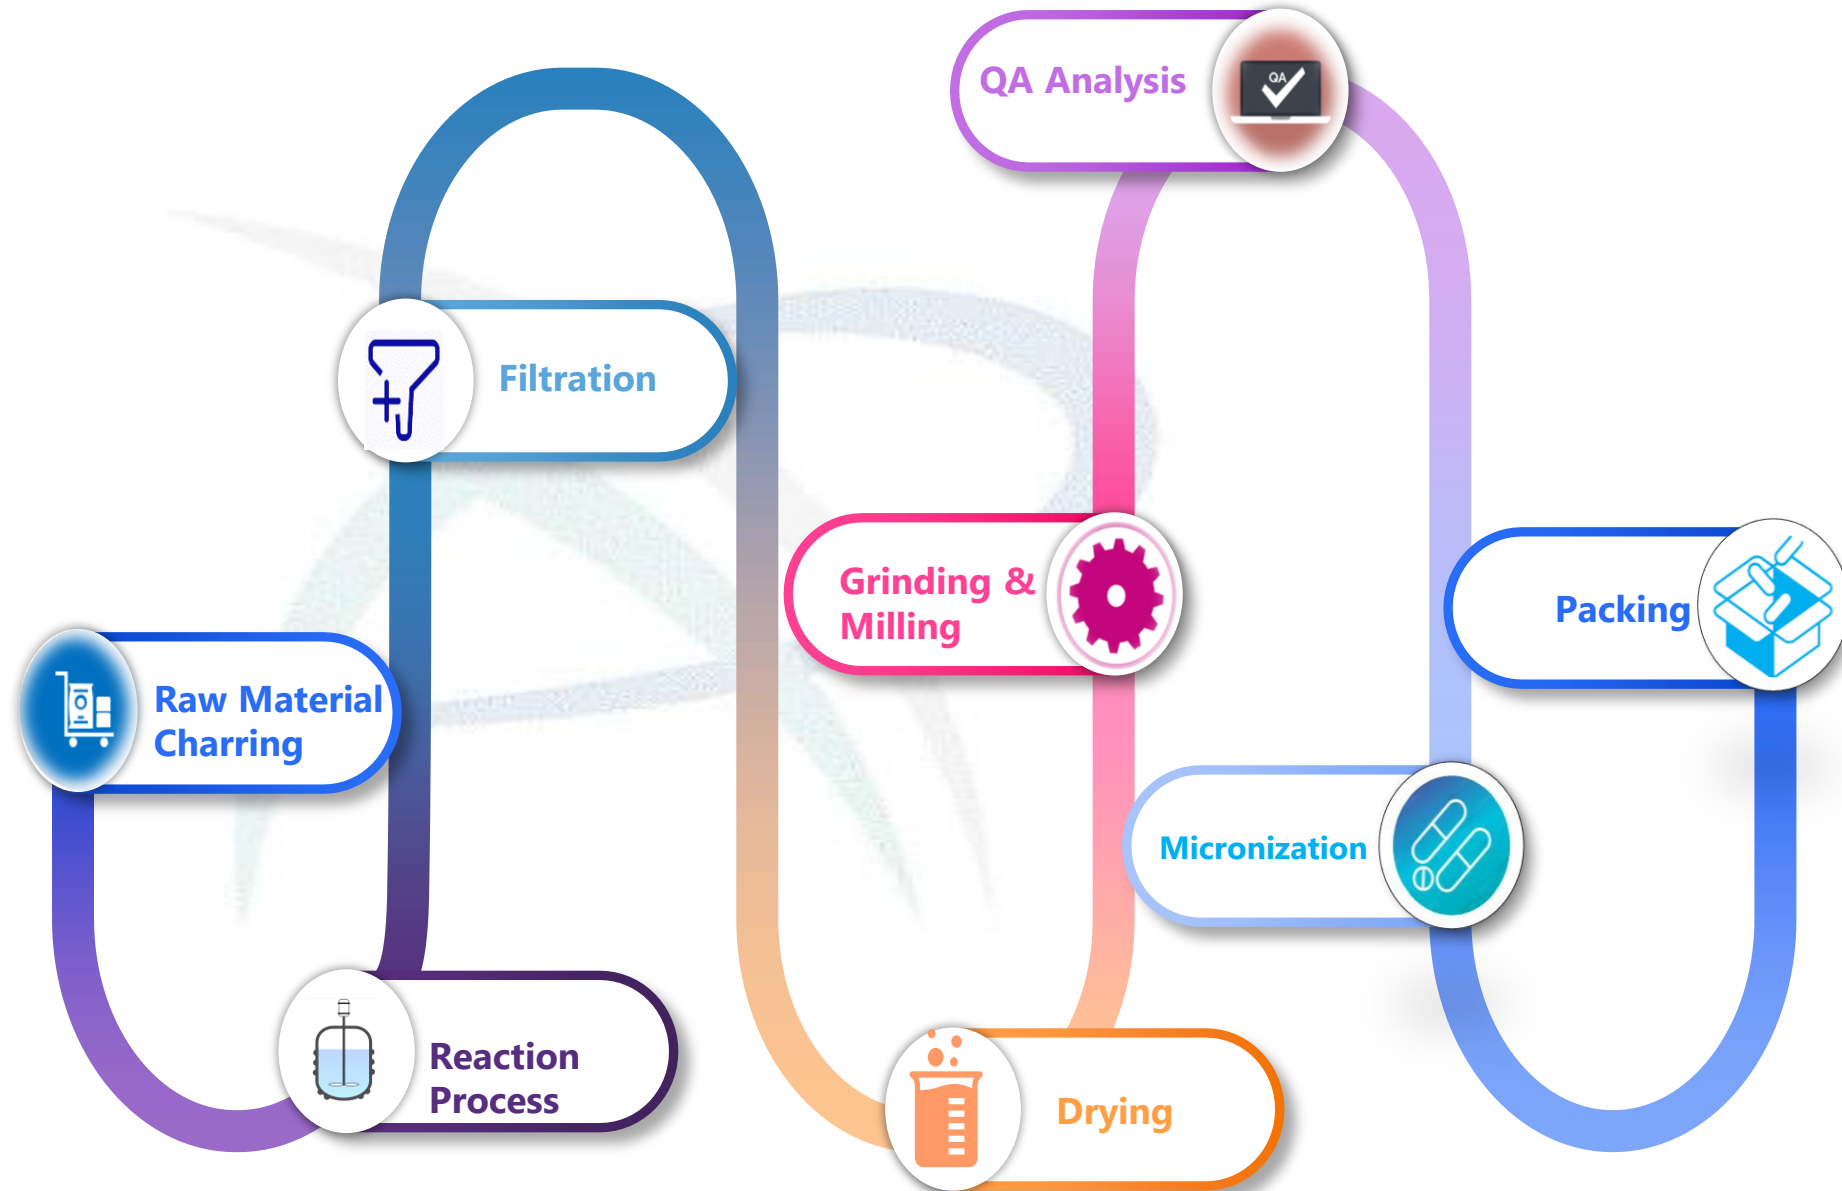 Raw Material
Charring
Reaction
Process
Filtration
Drying
Grinding &
Milling
QA Analysis
QA
Micronization
Packing